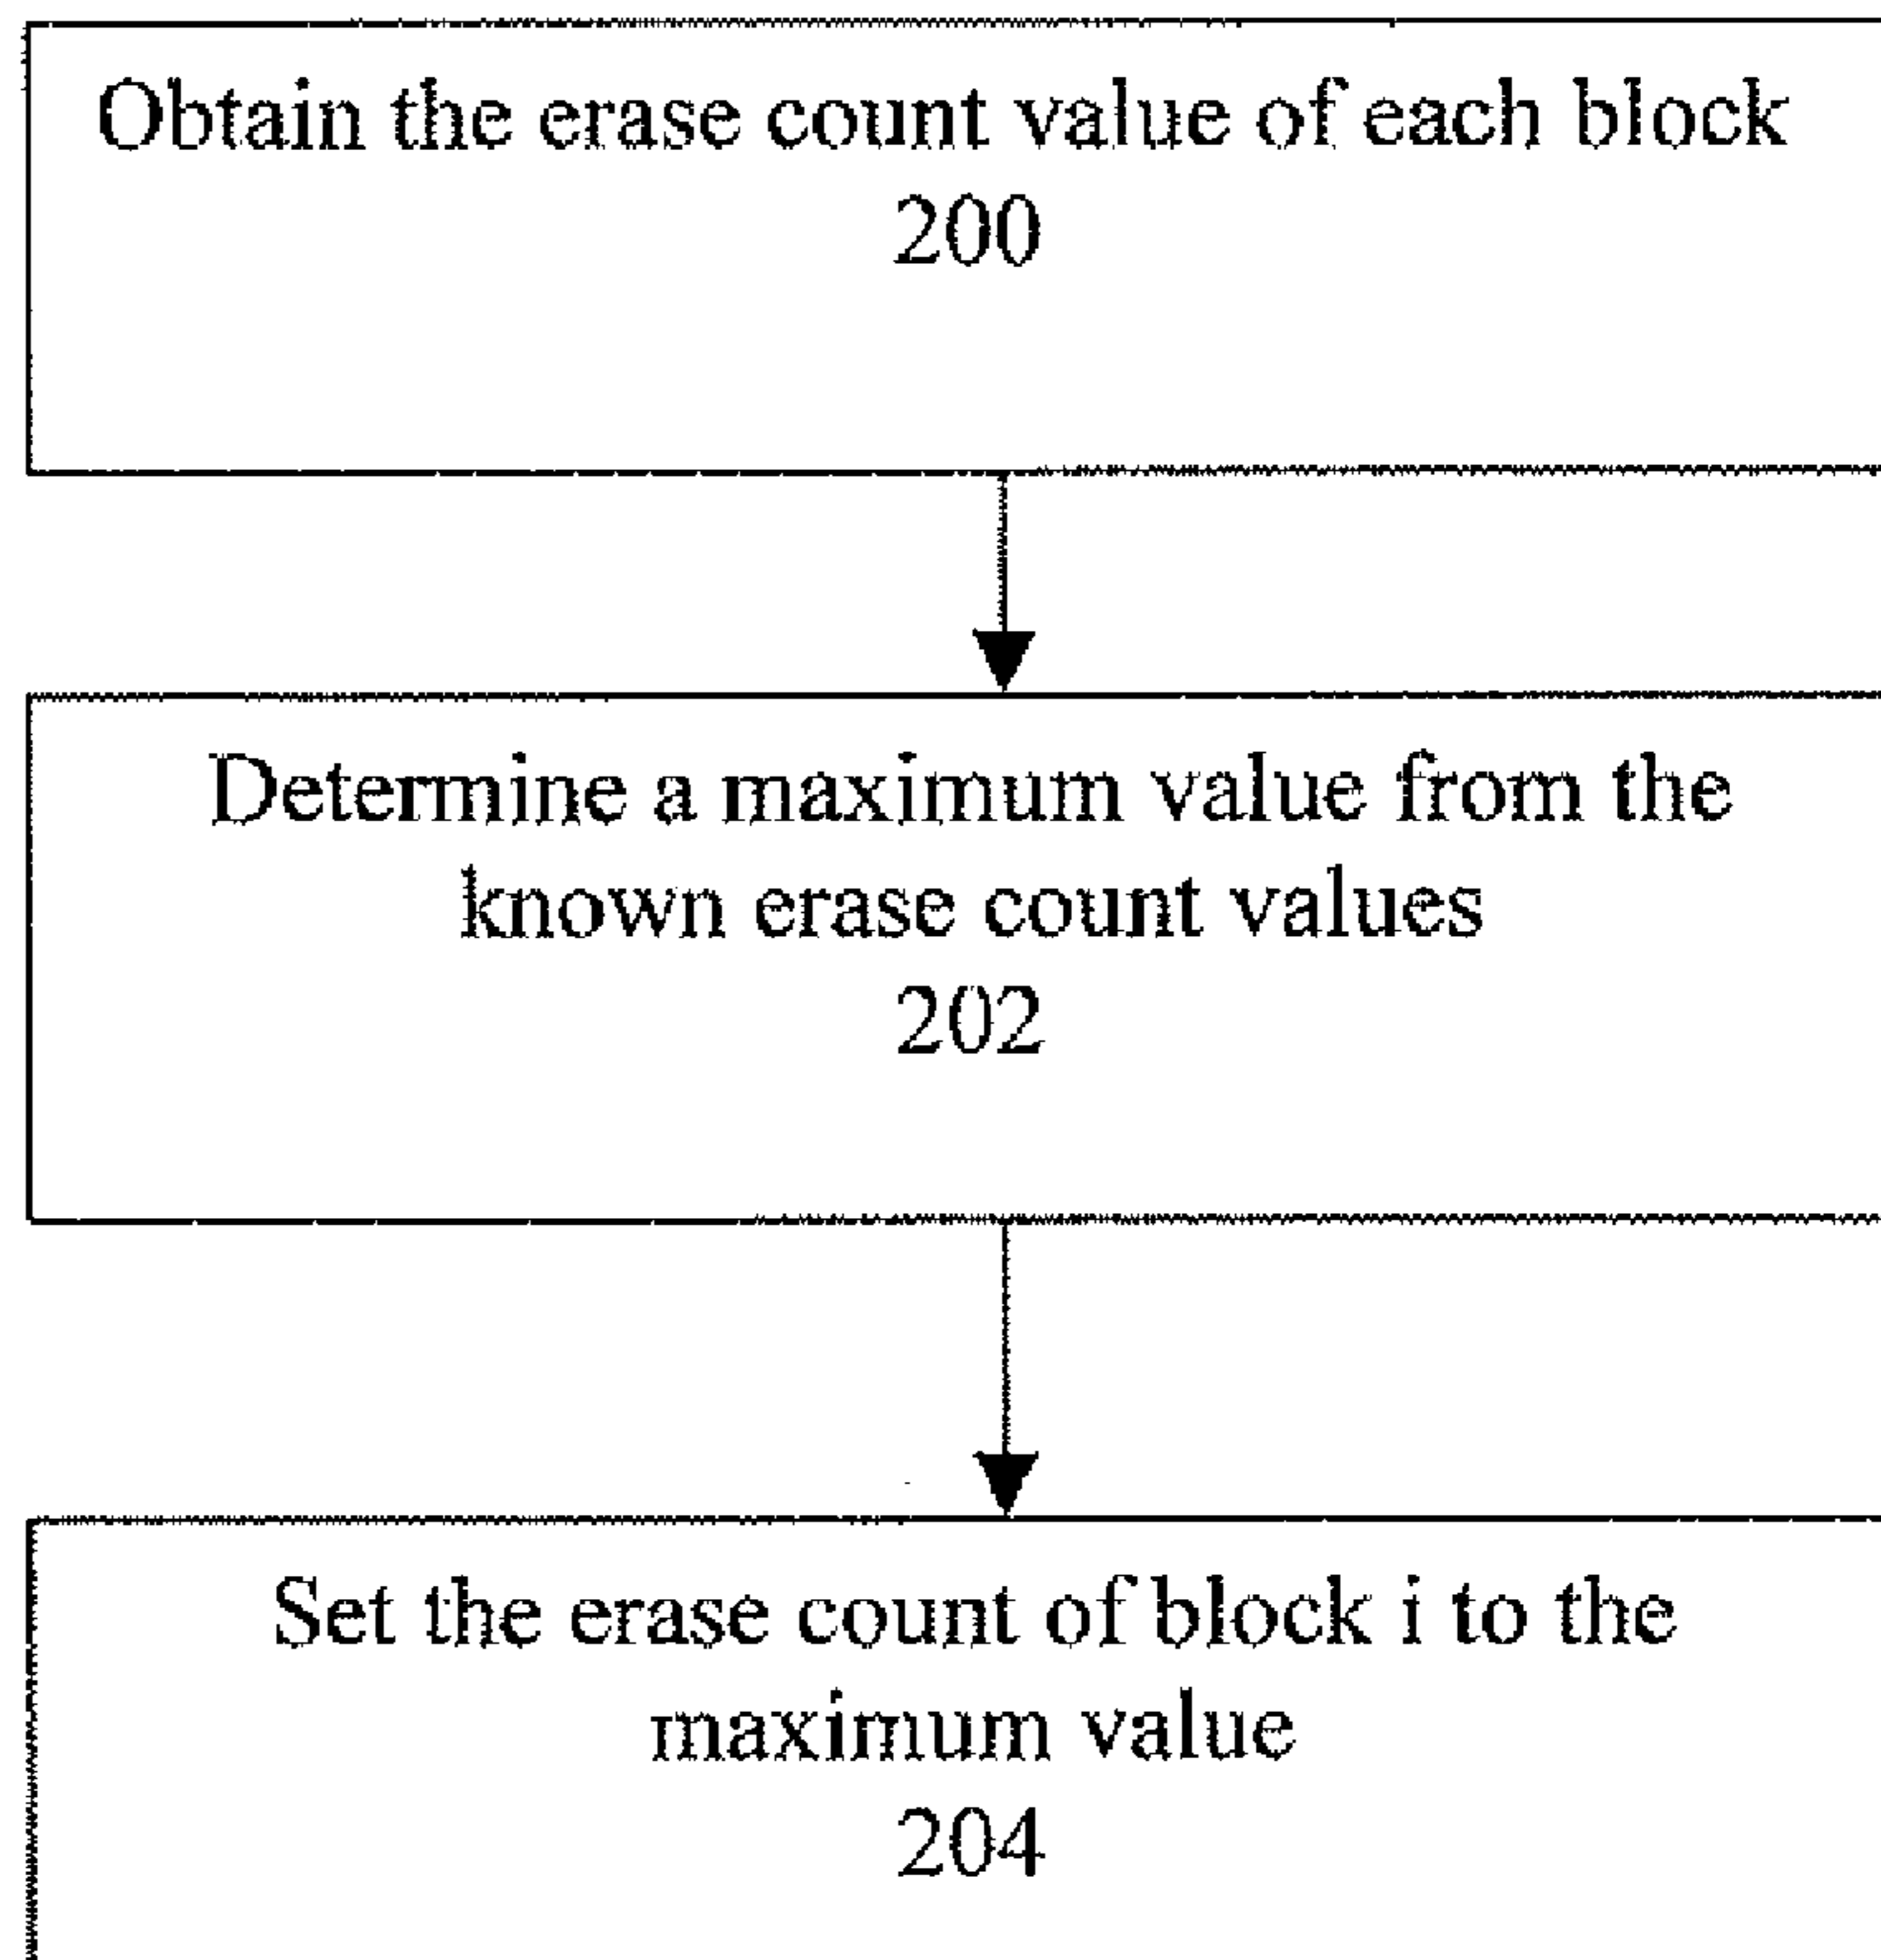 Obtain the erase count value of each block
200
Determine a maximum value from the
known erase count values
202
Set the erase count of block i to the
maximum value
204